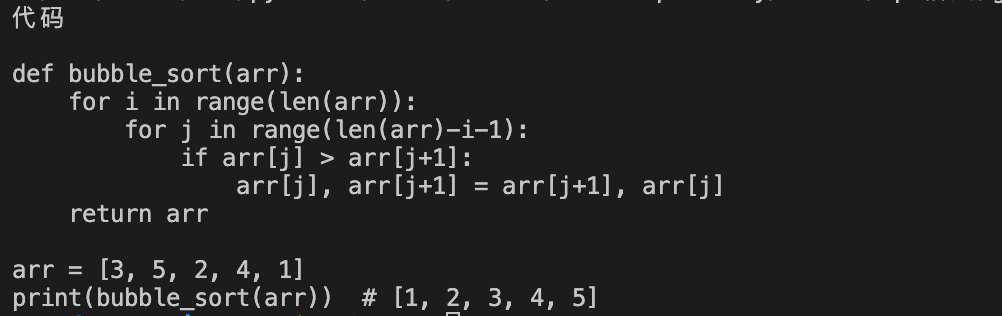 代码
def bubble_sort(arr):
    for i in range(len(arr)):
        for j in range(len(arr)-i-1):
            if arr[j] > arr[j+1]:
                arr[j], arr[j+1] = arr[j+1], arr[j]
    return arr
arr = [3, 5, 2, 4, 1]
print(bubble_sort(arr))  # [1, 2, 3, 4, 5]